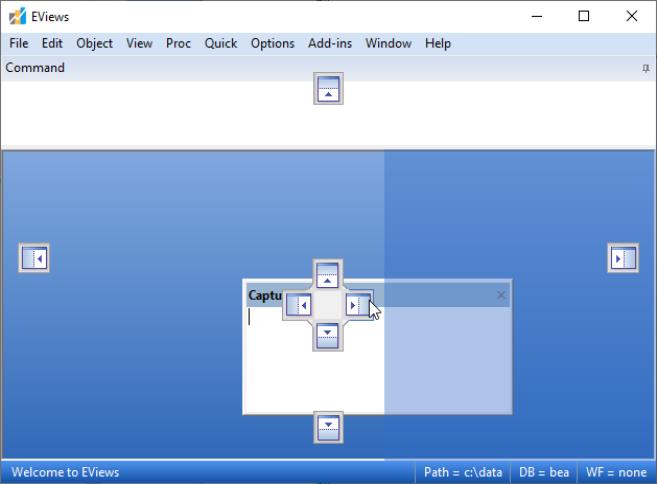 EViews
File Edit Object View Proc Quick Options Add-ins Window Help
Command
Captu
Welcome to EViews Path = c:\data DB = bea WF = none